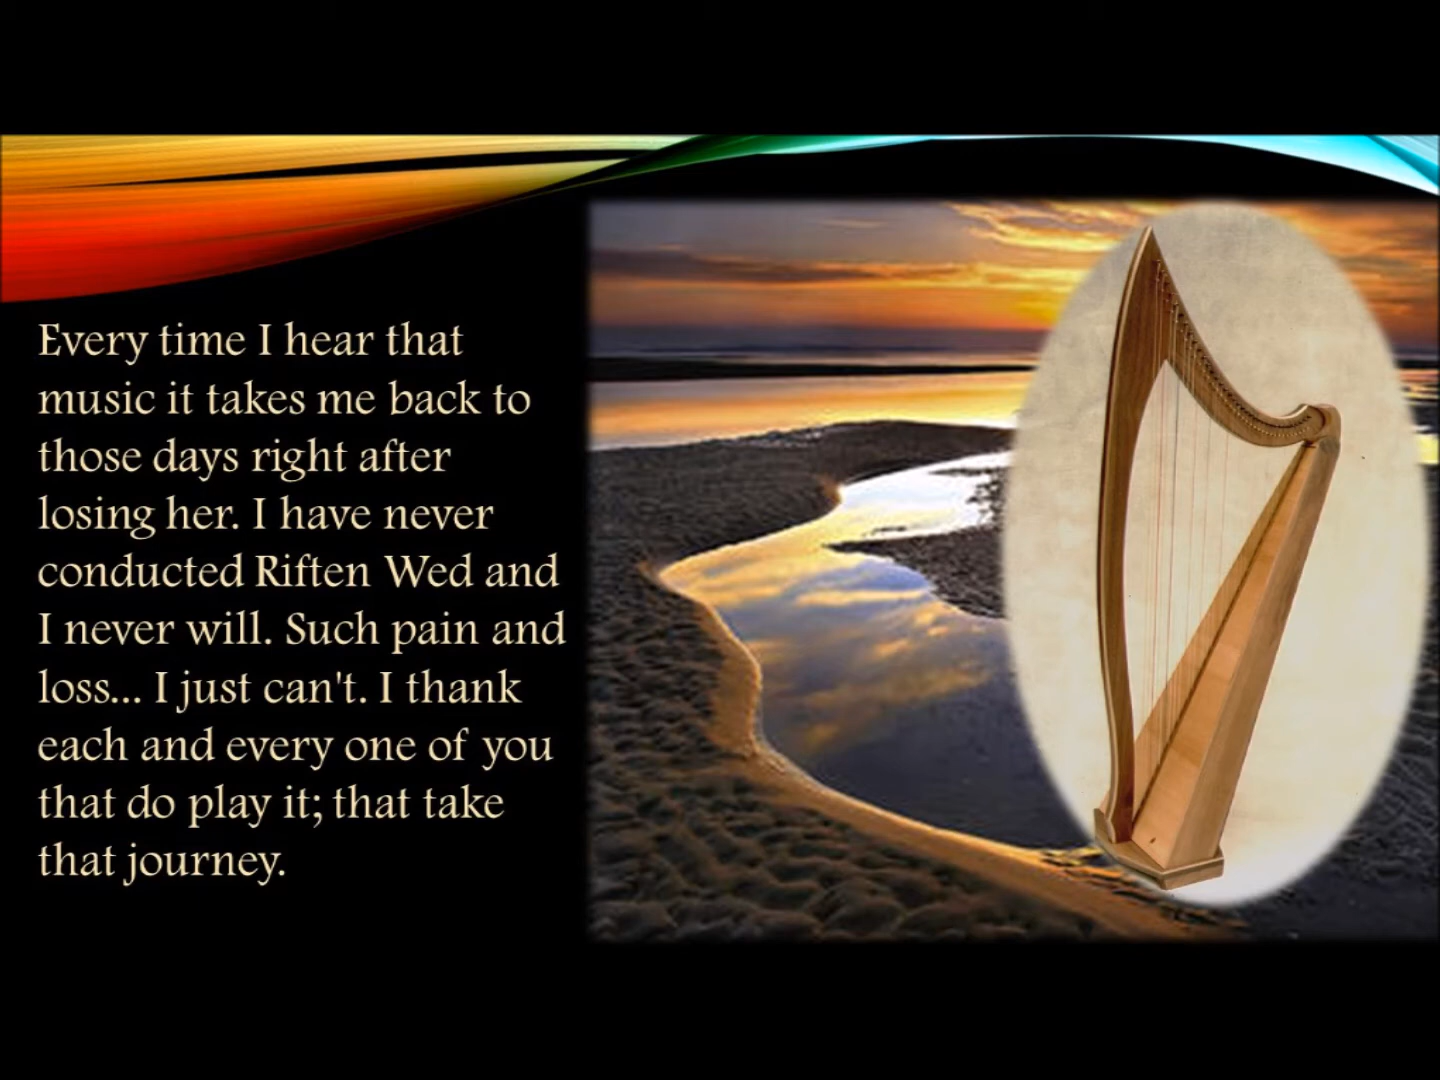 Every time I hear that
music it takes me back to
those days right after
losing her. I have never
conducted Riften Wed and
I never will. Such pain and
loss... I just can't. I thank
each and every one of you
that do play it; that take
that journey.